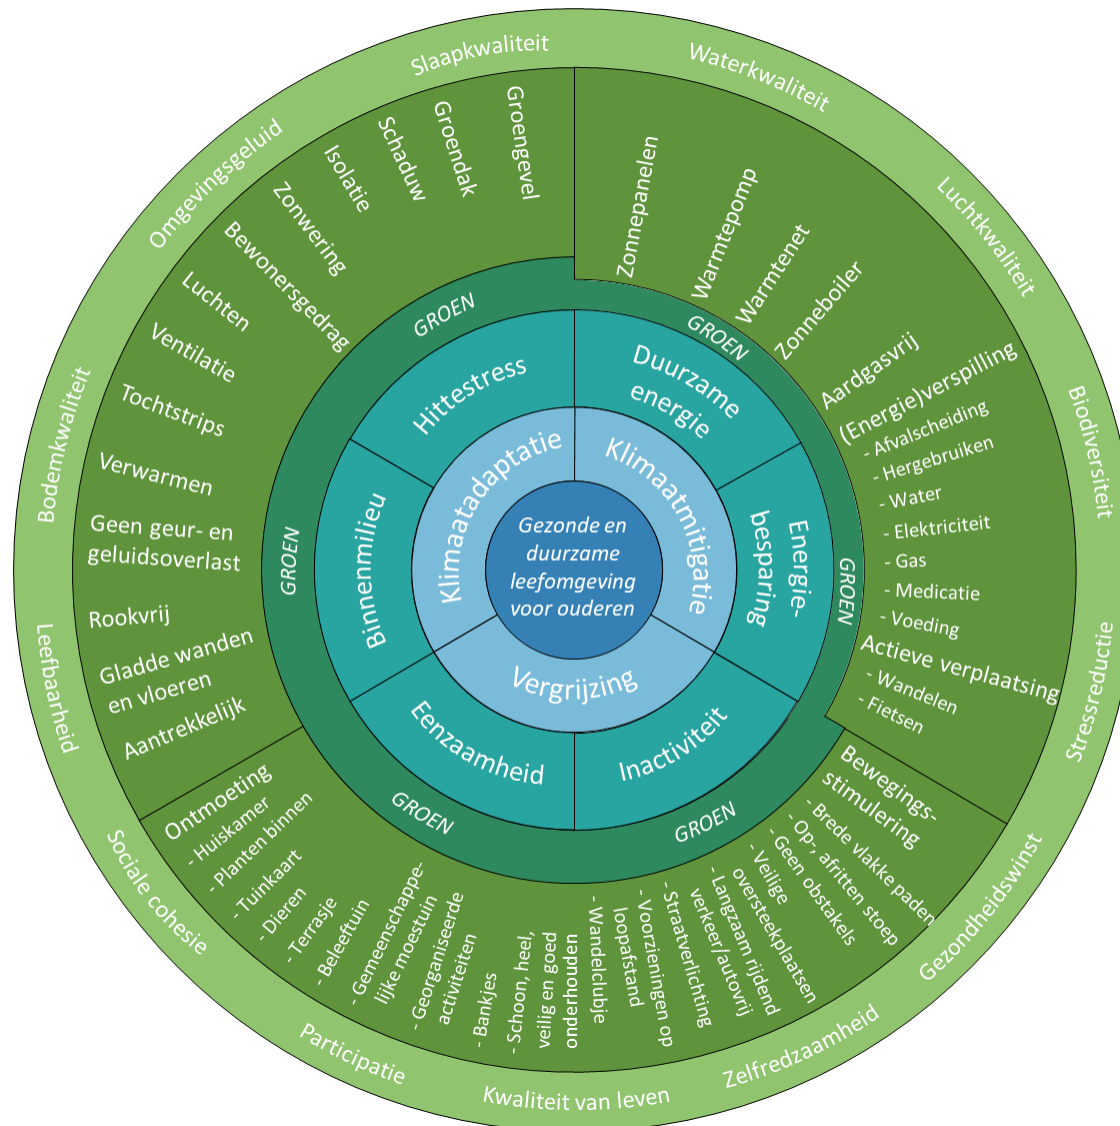 Gezonde en
duurzame
leefomgeving
voor ouderen
Klimaatadaptatie
Klimaatmitigatie
Vergrijzing
Hittestress
Duurzame
energie
Energie-
besparing
Inactiviteit
Eenzaamheid
Binnenmilieu
GROEN
GROEN
GROEN
GROEN
GROEN
GROEN
Zonnepanelen
Warmtepomp
Warmtenet
Zonneboiler
Aardgasvrij
(Energie)verspilling
- Afvalscheiding
- Hergebruiken
- Water
- Elektriciteit
- Gas
- Medicatie
- Voeding
Actieve verplaatsing
- Wandelen
- Fietsen
Bewegings-
stimulering
- Brede vlakke paden
- Op-, afritten stoep
- Geen obstakels
- Veilige
oversteekplaatsen
- Langzaam rijdend
verkeer/autovrij
- Straatverlichting
- Voorzieningen op
loopafstand
- Wandelclubje
- Schoon, heel,
veilig en goed
onderhouden
- Bankjes
- Georganiseerde
activiteiten
- Gemeenschappe-
lijke moestuin
- Beleeftuin
- Terrasje
- Dieren
- Tuinkaart
- Planten binnen
- Huiskamer
Ontmoeting
Aantrekkelijk
Gladde wanden
en vloeren
Rookvrij
Geen geur- en
geluidsoverlast
Verwarmen
Tochtstrips
Ventilatie
Luchten
Bewonersgedrag
Zonwering
Isolatie
Schaduw
Groendak
Groengevel
Waterkwaliteit
Luchtkwaliteit
Biodiversiteit
Stressreductie
Gezondheidswinst
Zelfredzaamheid
Kwaliteit van leven
Participatie
Sociale cohesie
Leefbaarheid
Bodemkwaliteit
Omgevingsgeluid
Slaapkwaliteit